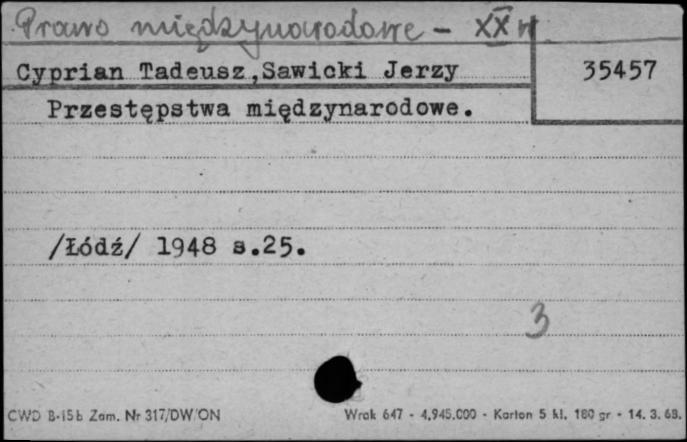 Prawo międzynarodowe - XX w
Cyprian Tadeusz,Sawicki Jerzy 35457
Przestępstwa międzynarodowe.
/Łódź/ 1948 s.25.
3
CWD B-15b Zam. Nr 317/DW/ON Wrak 647 - 4.945.000 - Karton 5 kl. 180 gr - 14. 3. 68.